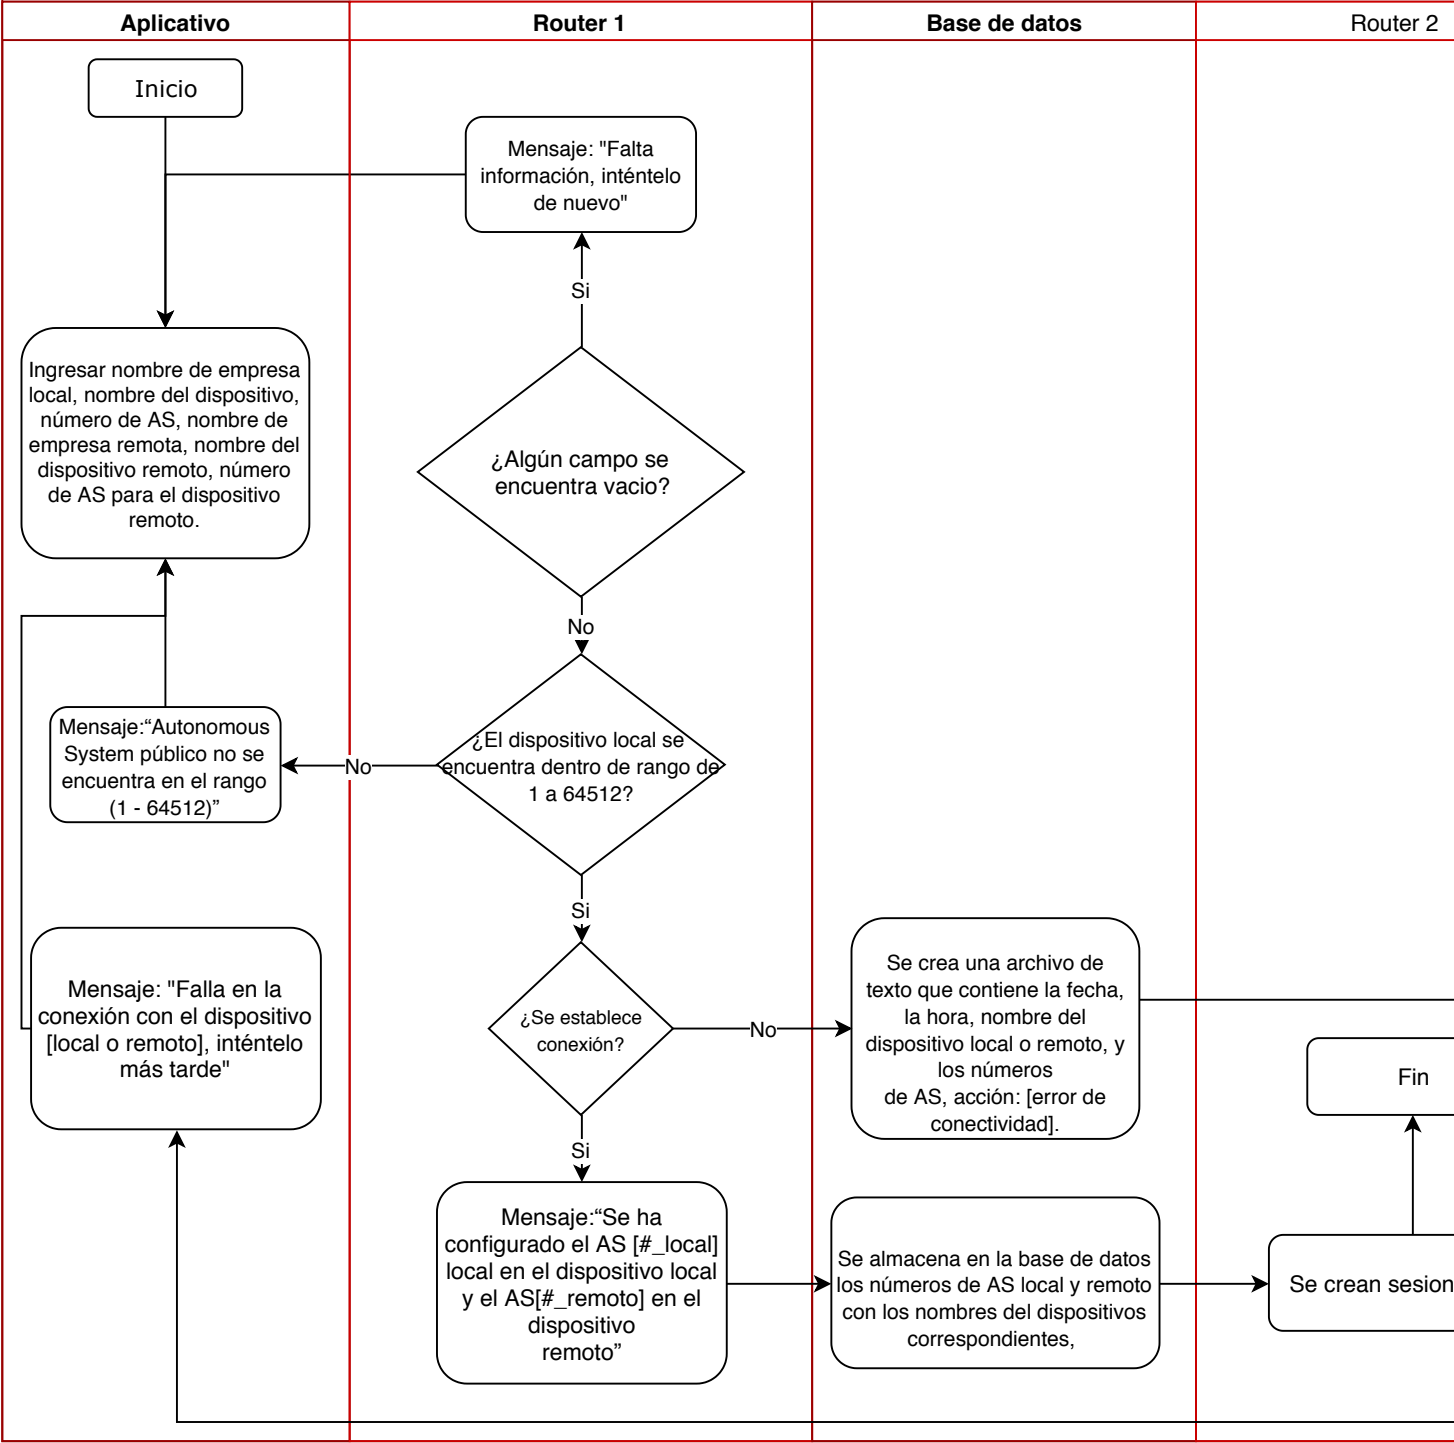 Aplicativo
Router 1
Base de datos
Router 2
Inicio
Mensaje: "Falta
información, inténtelo
de nuevo"
Si
Ingresar nombre de empresa
local, nombre del dispositivo,
número de AS, nombre de
empresa remota, nombre del
dispositivo remoto, número
de AS para el dispositivo
remoto.
¿Algún campo se
encuentra vacio?
No
Mensaje:“Autonomous
System público no se
encuentra en el rango
(1 - 64512)”
No
¿El dispositivo local se
encuentra dentro de rango de
1 a 64512?
Si
Mensaje: "Falla en la
conexión con el dispositivo
[local o remoto], inténtelo
más tarde"
¿Se establece
conexión?
No
Se crea una archivo de
texto que contiene la fecha,
la hora, nombre del
dispositivo local o remoto, y
los números
de AS, acción: [error de
conectividad].
Fin
Si
Mensaje:“Se ha
configurado el AS [#_local]
local en el dispositivo local
y el AS[#_remoto] en el
dispositivo
remoto”
Se almacena en la base de datos
los números de AS local y remoto
con los nombres del dispositivos
correspondientes,
Se crean sesion